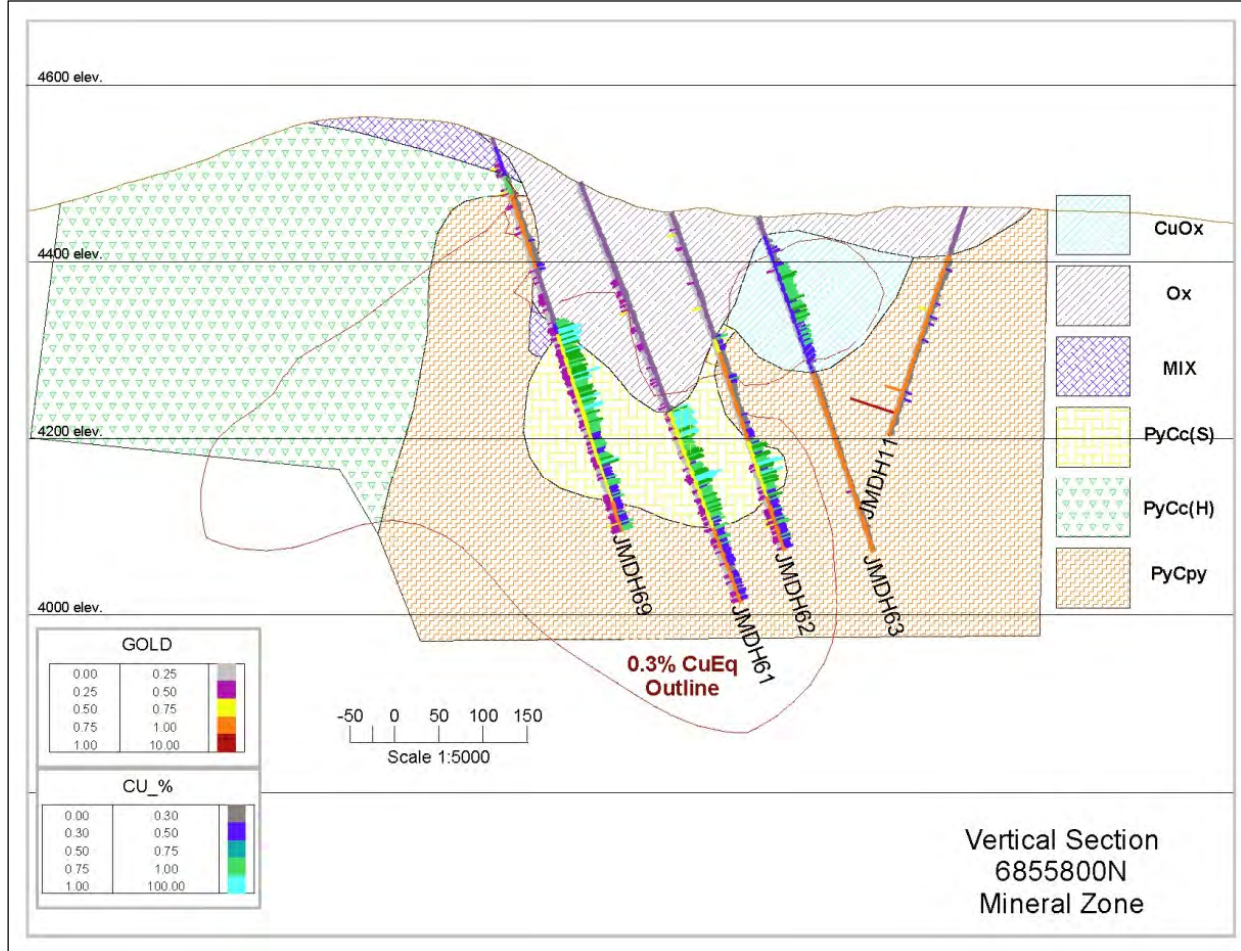 4600 elev.
4400 elev.
4200 elev.
4000 elev.
CuOx
Ox
MIX
PyCc(S)
PyCc(H)
PyCpy
JMDH69
JMDH61
JMDH62
JMDH63
JMDH11
0.3% CuEq
Outline
-50 0 50 100 150
Scale 1:5000
GOLD
0.00 0.25
0.25 0.50
0.50 0.75
0.75 1.00
1.00 10.00
CU_%
0.00 0.30
0.30 0.50
0.50 0.75
0.75 1.00
1.00 100.00
Vertical Section
6855800N
Mineral Zone